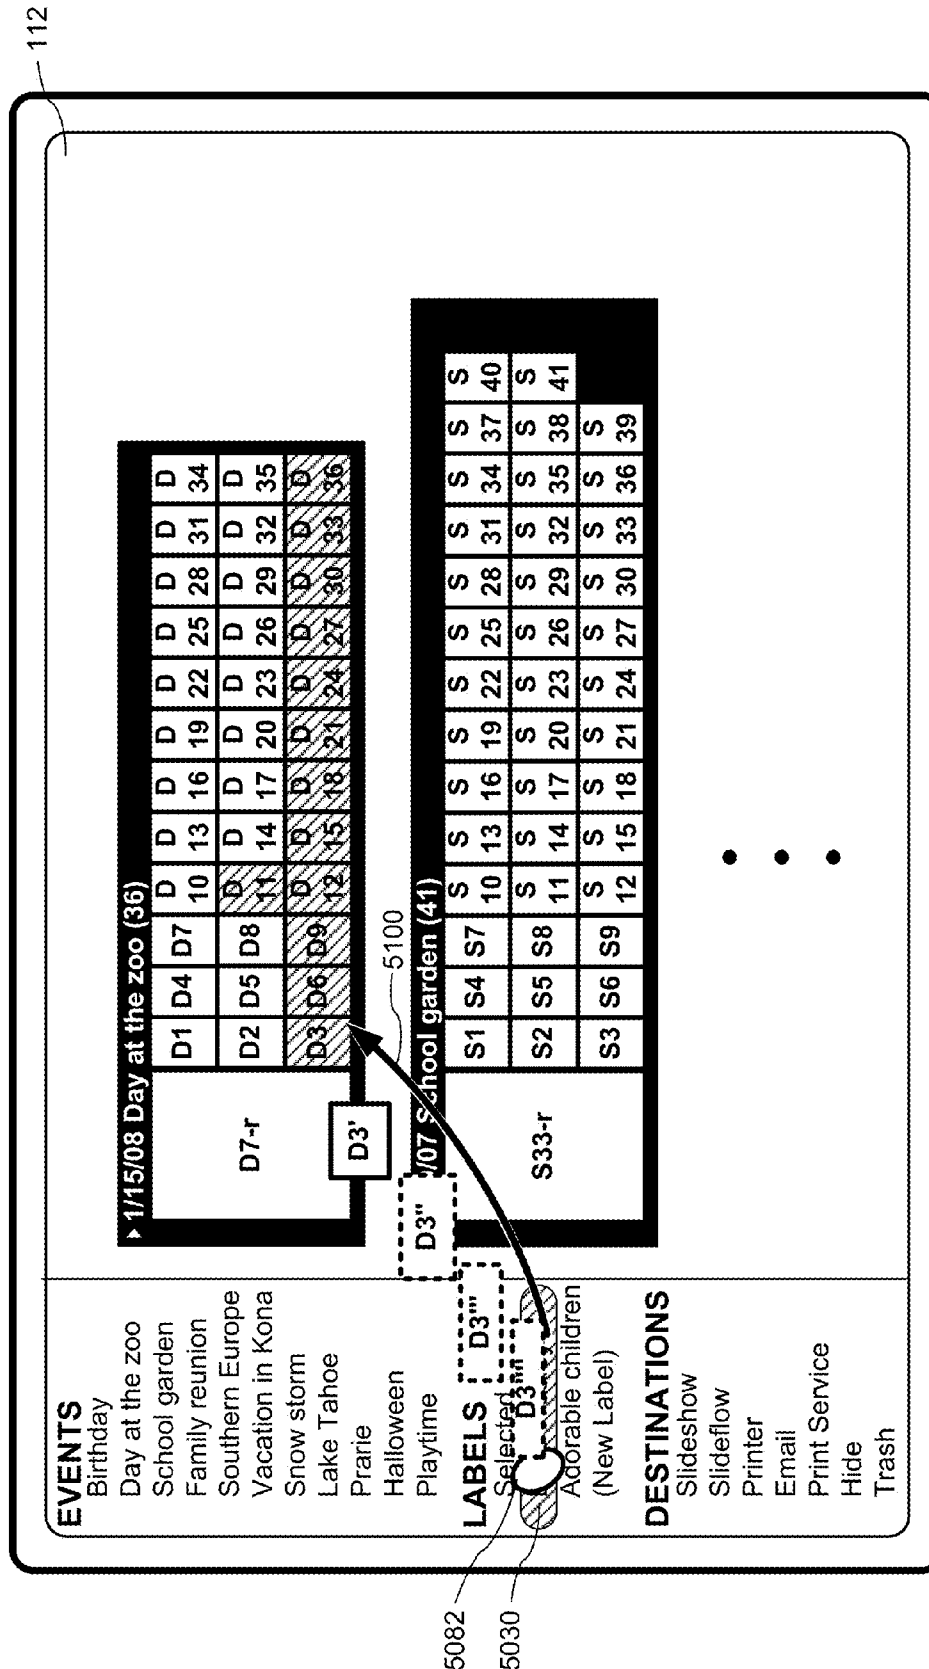 112
EVENTS
Birthday
Day at the zoo
School garden
Family reunion
Southern Europe
Vacation in Kona
Snow storm
Lake Tahoe
Prarie
Halloween
Playtime
LABELS
Selected
Adorable children
(New Label)
DESTINATIONS
Slideshow
Slideflow
Printer
Email
Print Service
Hide
Trash
1/15/08 Day at the zoo (36)
D7-r
D1 D4 D7 D 10 D 13 D 16 D 19 D 22 D 25 D 28 D 31 D 34
D2 D5 D8 D 11 D 14 D 17 D 20 D 23 D 26 D 29 D 32 D 35
D3 D6 D9 D 12 D 15 D 18 D 21 D 24 D 27 D 30 D 33 D 36
D3'
D3''
D3'''
D3''''
5100
/07 School garden (41)
S33-r
S1 S4 S7 S 10 S 13 S 16 S 19 S 22 S 25 S 28 S 31 S 34 S 37 S 40
S2 S5 S8 S 11 S 14 S 17 S 20 S 23 S 26 S 29 S 32 S 35 S 38 S 41
S3 S6 S9 S 12 S 15 S 18 S 21 S 24 S 27 S 30 S 33 S 36 S 39
5082
5030